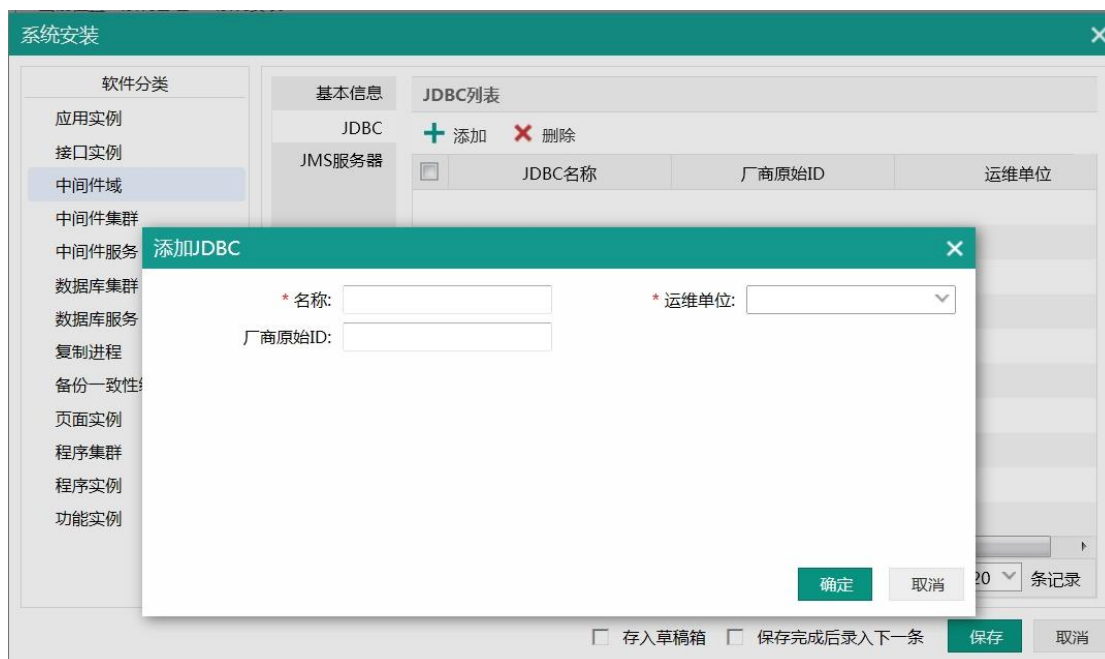 系统安装
软件分类
应用实例
接口实例
中间件域
中间件集群
中间件服务
数据库集群
数据库服务
复制进程
备份一致性
页面实例
程序集群
程序实例
功能实例
基本信息
JDBC
JMS服务器
JDBC列表
添加 删除
JDBC名称 厂商原始ID 运维单位
添加JDBC
* 名称: * 运维单位:
厂商原始ID:
确定 取消
20 条记录
存入草稿箱 保存完成后录入下一条 保存 取消